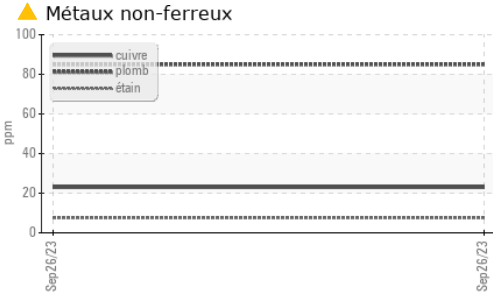 Métaux non-ferreux
100
80
60
40
20
0
ppm
cuivre
plomb
étain
Sep26/23
Sep26/23